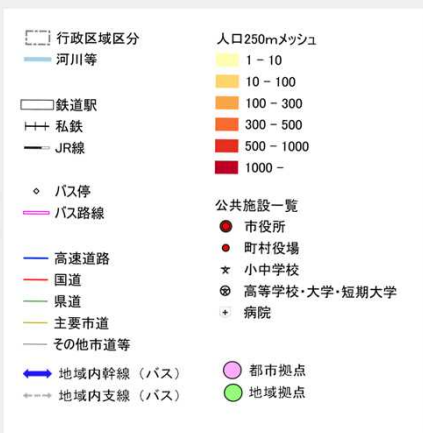 行政区域区分
河川等
鉄道駅
私鉄
JR線
バス停
バス路線
高速道路
国道
県道
主要市道
その他市道等
地域内幹線（バス）
地域内支線（バス）
人口250mメッシュ
1 - 10
10 - 100
100 - 300
300 - 500
500 - 1000
1000 -
公共施設一覧
市役所
町村役場
小中学校
高等学校・大学・短期大学
病院
都市拠点
地域拠点